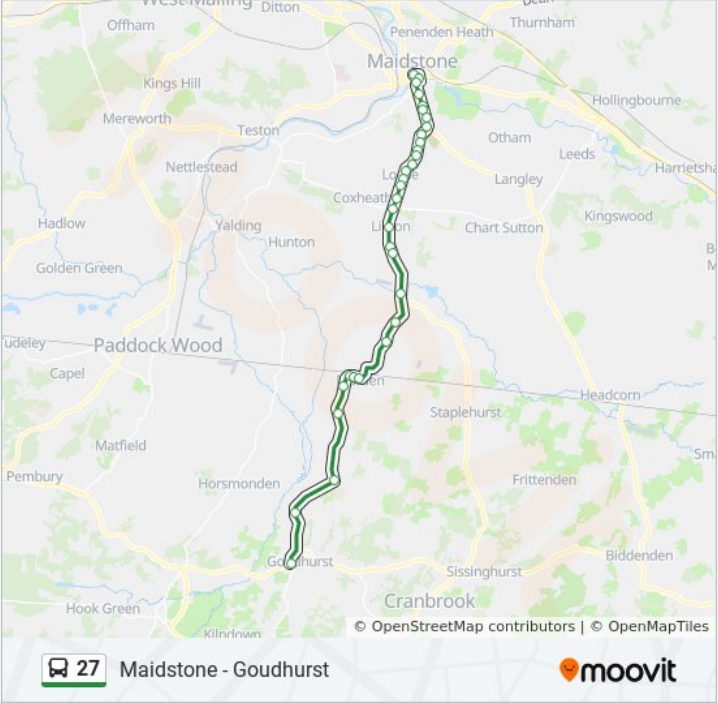 West Malling
Ditton
Offham
Thurnham
Penenden Heath
Maidstone
Kings Hill
Hollingbourne
Mereworth
Teston
Otham
Leeds
Nettlestead
Harrietsha
Langley
Coxheath
Kingswood
Hadlow
Yalding
Chart Sutton
Hunton
Golden Green
udeley
Paddock Wood
Capel
Headcorn
Staplehurst
Matfield
Pembury
Horsmonden
Frittenden
Biddenden
Sissinghurst
Cranbrook
Hook Green
Kilndown
© OpenStreetMap contributors | © OpenMapTiles
27 Maidstone - Goudhurst
moovit